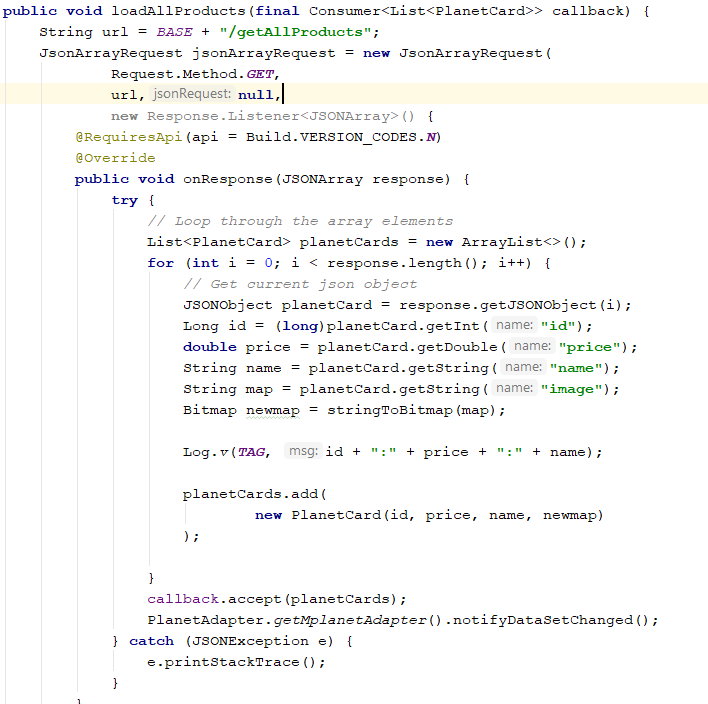 public void loadAllProducts(final Consumer<List<PlanetCard>> callback) {
String url = BASE + "/getAllProducts";
JsonArrayRequest jsonArrayRequest = new JsonArrayRequest(
Request.Method.GET,
url, jsonRequest: null,
new Response.Listener<JSONArray>() {
@RequiresApi(api = Build.VERSION_CODES.N)
@Override
public void onResponse(JSONArray response) {
try {
// Loop through the array elements
List<PlanetCard> planetCards = new ArrayList<>();
for (int i = 0; i < response.length(); i++) {
// Get current json object
JSONObject planetCard = response.getJSONObject(i);
Long id = (long)planetCard.getInt( name: "id");
double price = planetCard.getDouble( name: "price");
String name = planetCard.getString( name: "name");
String map = planetCard.getString( name: "image");
Bitmap newmap = stringToBitmap(map);
Log.v(TAG, msg: id + ":" + price + ":" + name);
planetCards.add(
new PlanetCard(id, price, name, newmap)
);
}
callback.accept(planetCards);
PlanetAdapter.getMplanetAdapter().notifyDataSetChanged();
} catch (JSONException e) {
e.printStackTrace();
}
}